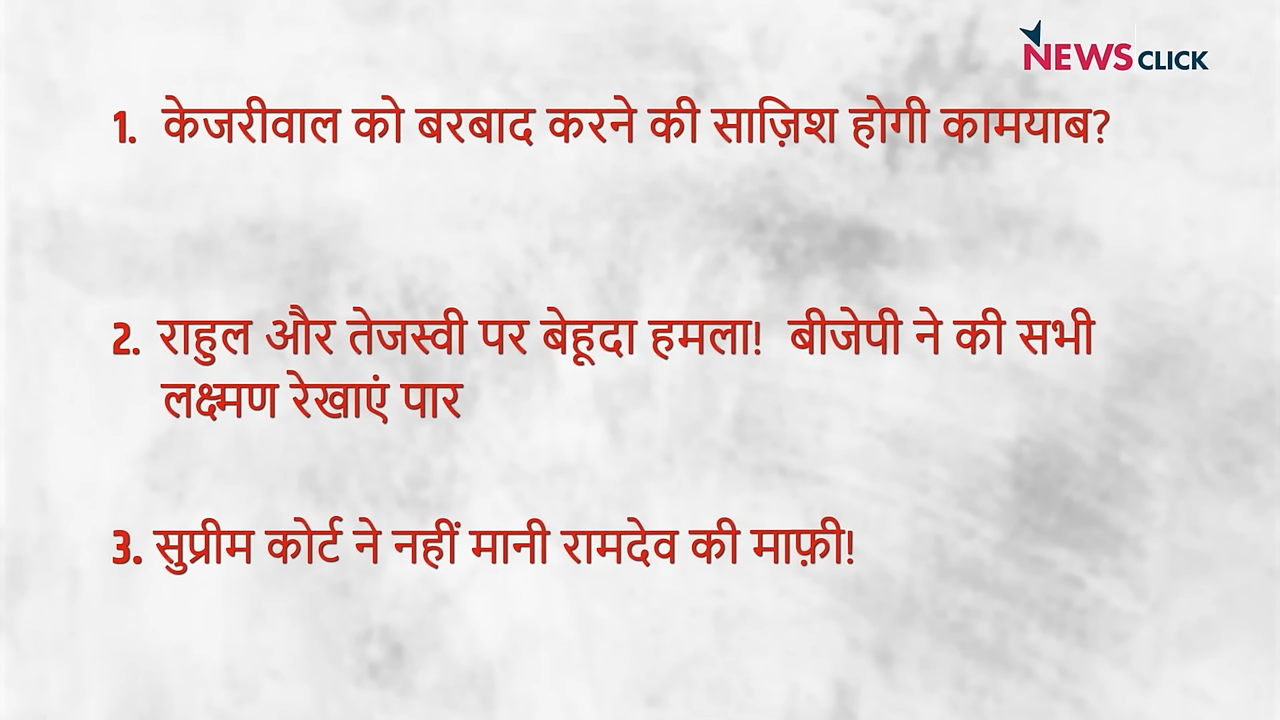 NEWSCLICK
1. केजरीवाल को बरबाद करने की साज़िश होगी कामयाब?
2. राहुल और तेजस्वी पर बेहूदा हमला! बीजेपी ने की सभी
लक्ष्मण रेखाएं पार
3. सुप्रीम कोर्ट ने नहीं मानी रामदेव की माफ़ी!